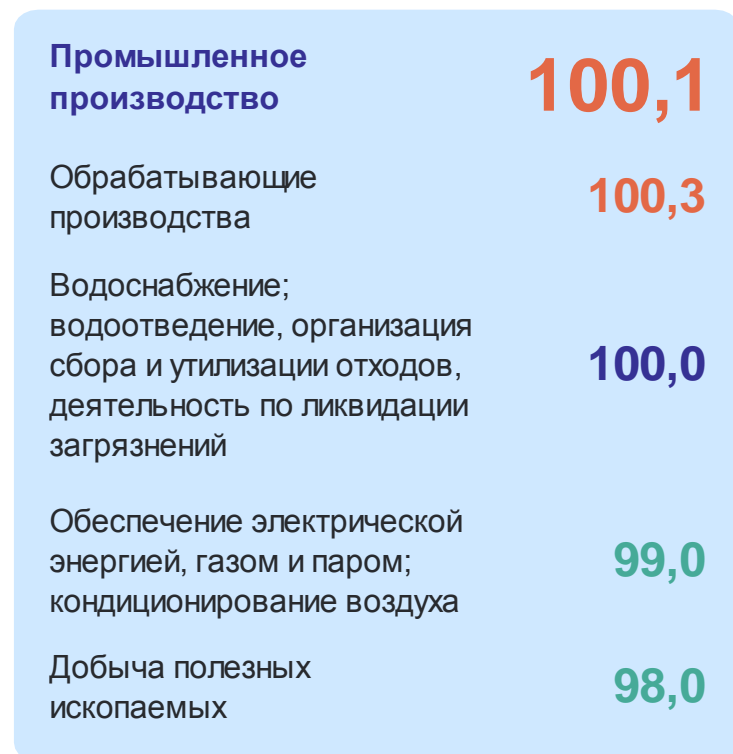 Промышленное
производство
100,1
Обрабатывающие
производства
100,3
Водоснабжение;
водоотведение, организация
сбора и утилизации отходов,
деятельность по ликвидации
загрязнений
100,0
Обеспечение электрической
энергией, газом и паром;
кондиционирование воздуха
99,0
Добыча полезных
ископаемых
98,0